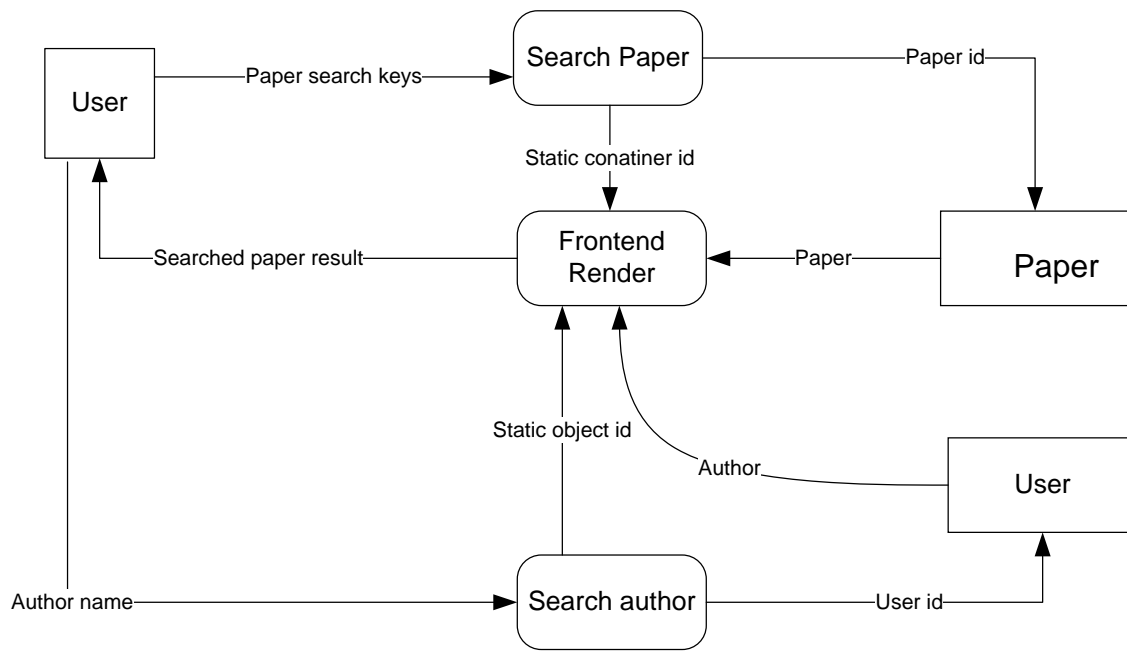 Search Paper
Paper search keys
Paper id
User
Static conatiner id
Frontend
Render
Searched paper result
Paper
Paper
Static object id
Author
User
Author name
Search author
User id